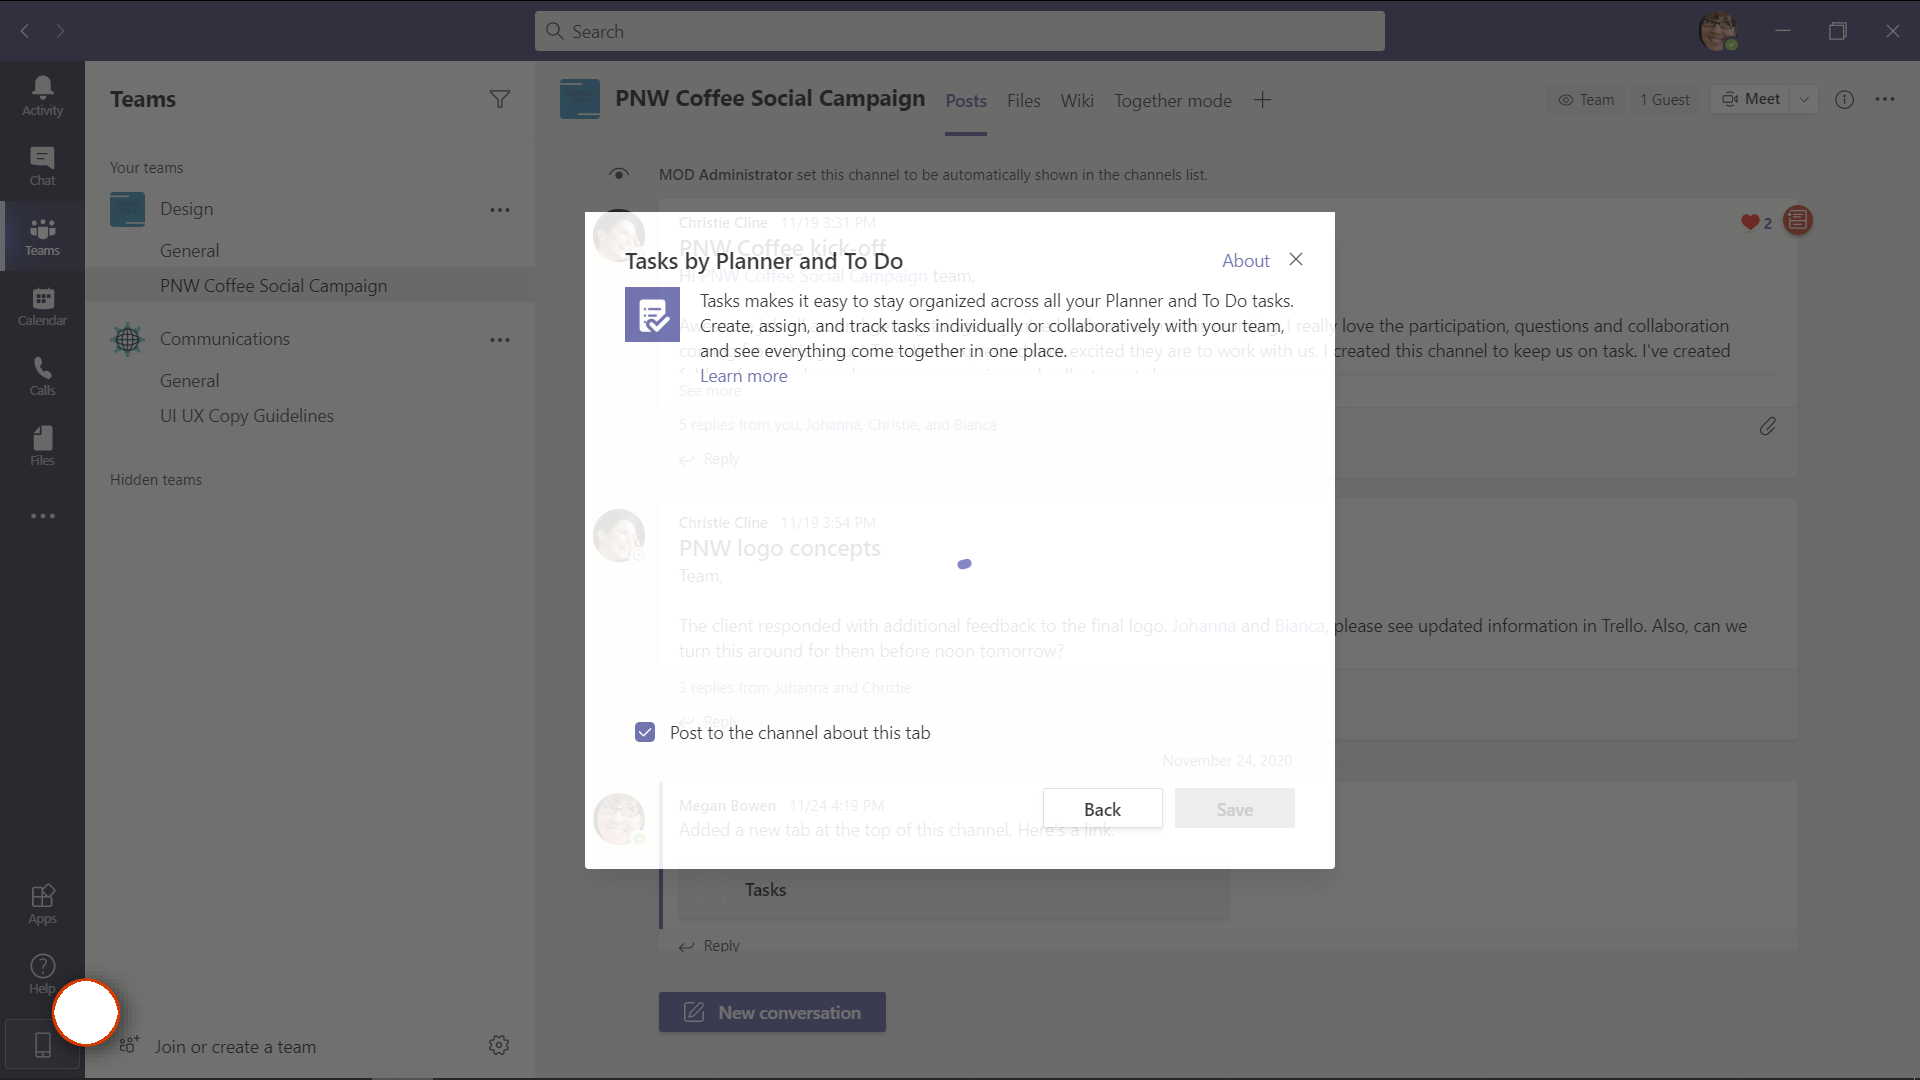 Search
Activity
Chat
Teams
Calendar
Calls
Files
Apps
Help
Teams
Your teams
Design
General
PNW Coffee Social Campaign
Communications
General
UI UX Copy Guidelines
Hidden teams
Join or create a team
PNW Coffee Social Campaign
Posts
Files
Wiki
Together mode
Team
1 Guest
Meet
MOD Administrator set this channel to be automatically shown in the channels list.
Christie Cline 11/19 3:31 PM
2
PNW Coffee kick-off
Hi PNW Coffee Social Campaign team,
I really love the participation, questions and collaboration
excited they are to work with us. I created this channel to keep us on task. I've created
See more
5 replies from you, Johanna, Christie, and Bianca
Reply
Tasks by Planner and To Do
About
Tasks makes it easy to stay organized across all your Planner and To Do tasks.
Create, assign, and track tasks individually or collaboratively with your team,
and see everything come together in one place.
Learn more
Christie Cline 11/19 3:54 PM
PNW logo concepts
Team,
The client responded with additional feedback to the final logo. Johanna and Bianca, please see updated information in Trello. Also, can we
turn this around for them before noon tomorrow?
3 replies from Johanna and Christie
Reply
Post to the channel about this tab
November 24, 2020
Back
Save
Megan Bowen 11/24 4:19 PM
Added a new tab at the top of this channel. Here's a link.
Tasks
Reply
New conversation